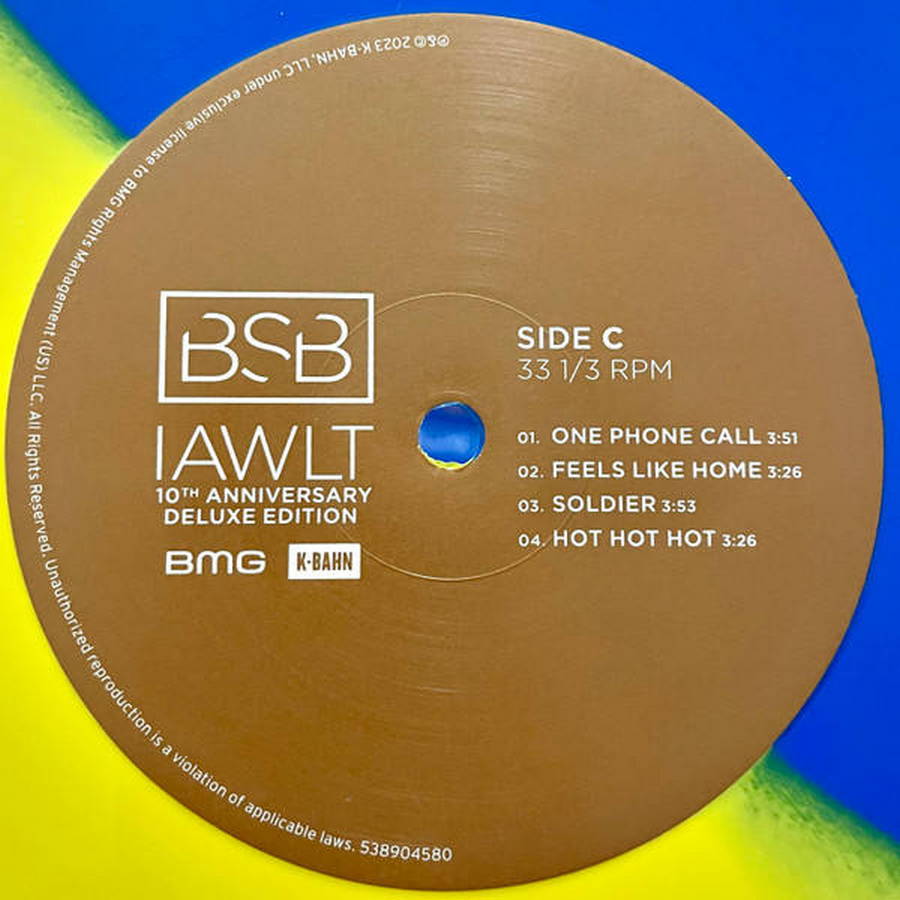 BSB
IAWLT
10TH ANNIVERSARY
DELUXE EDITION
BMG K·BAHN
SIDE C
33 1/3 RPM
01. ONE PHONE CALL 3:51
02. FEELS LIKE HOME 3:26
03. SOLDIER 3:53
04. HOT HOT HOT 3:26
℗&© 2023 K-BAHN, LLC under exclusive license to BMG Rights Management (US) LLC. All Rights Reserved. Unauthorized reproduction is a violation of applicable laws. 538904580